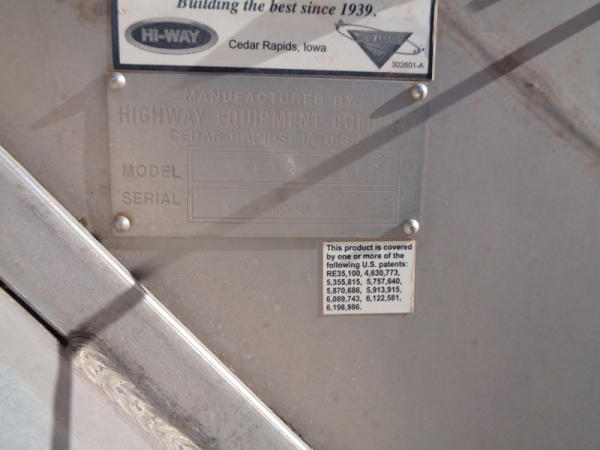 Building the best since 1939.
HI-WAY
Cedar Rapids, Iowa
302601-A
MANUFACTURED BY
HIGHWAY EQUIPMENT COMPANY
CEDAR RAPIDS, IA U.S.
MODEL
SERIAL
This product is covered
by one or more of the
following U.S. patents:
RE35,100, 4,630,773,
5,355,815, 5,757,640,
5,870,686, 5,913,915,
6,089,743, 6,122,581,
6,198,986.